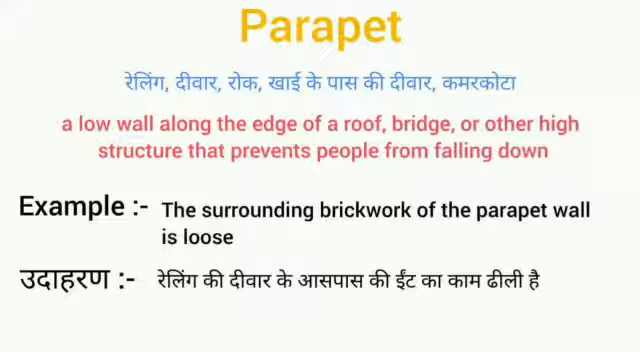 Parapet
रेलिंग, दीवार, रोक, खाई के पास की दीवार, कमरकोटा
a low wall along the edge of a roof, bridge, or other high
structure that prevents people from falling down
Example :- The surrounding brickwork of the parapet wall
is loose
उदाहरण :- रेलिंग की दीवार के आसपास की ईंट का काम ढीली है